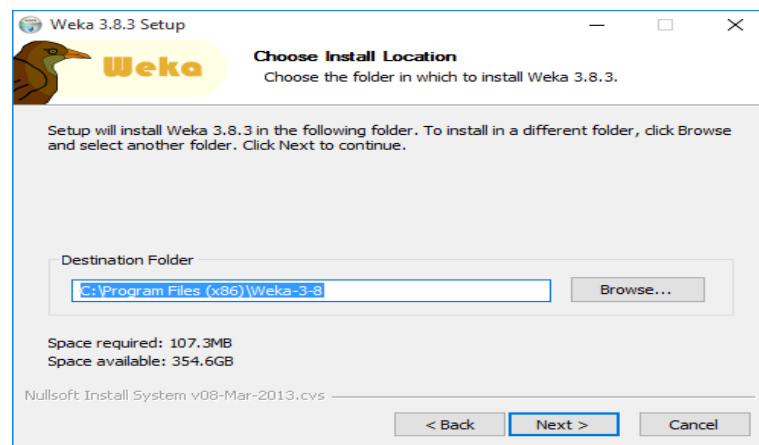 Weka 3.8.3 Setup
Weka
Choose Install Location
Choose the folder in which to install Weka 3.8.3.
Setup will install Weka 3.8.3 in the following folder. To install in a different folder, click Browse
and select another folder. Click Next to continue.
Destination Folder
C:\Program Files (x86)\Weka-3-8
Browse...
Space required: 107.3MB
Space available: 354.6GB
Nullsoft Install System v08-Mar-2013.cvs
< Back
Next >
Cancel